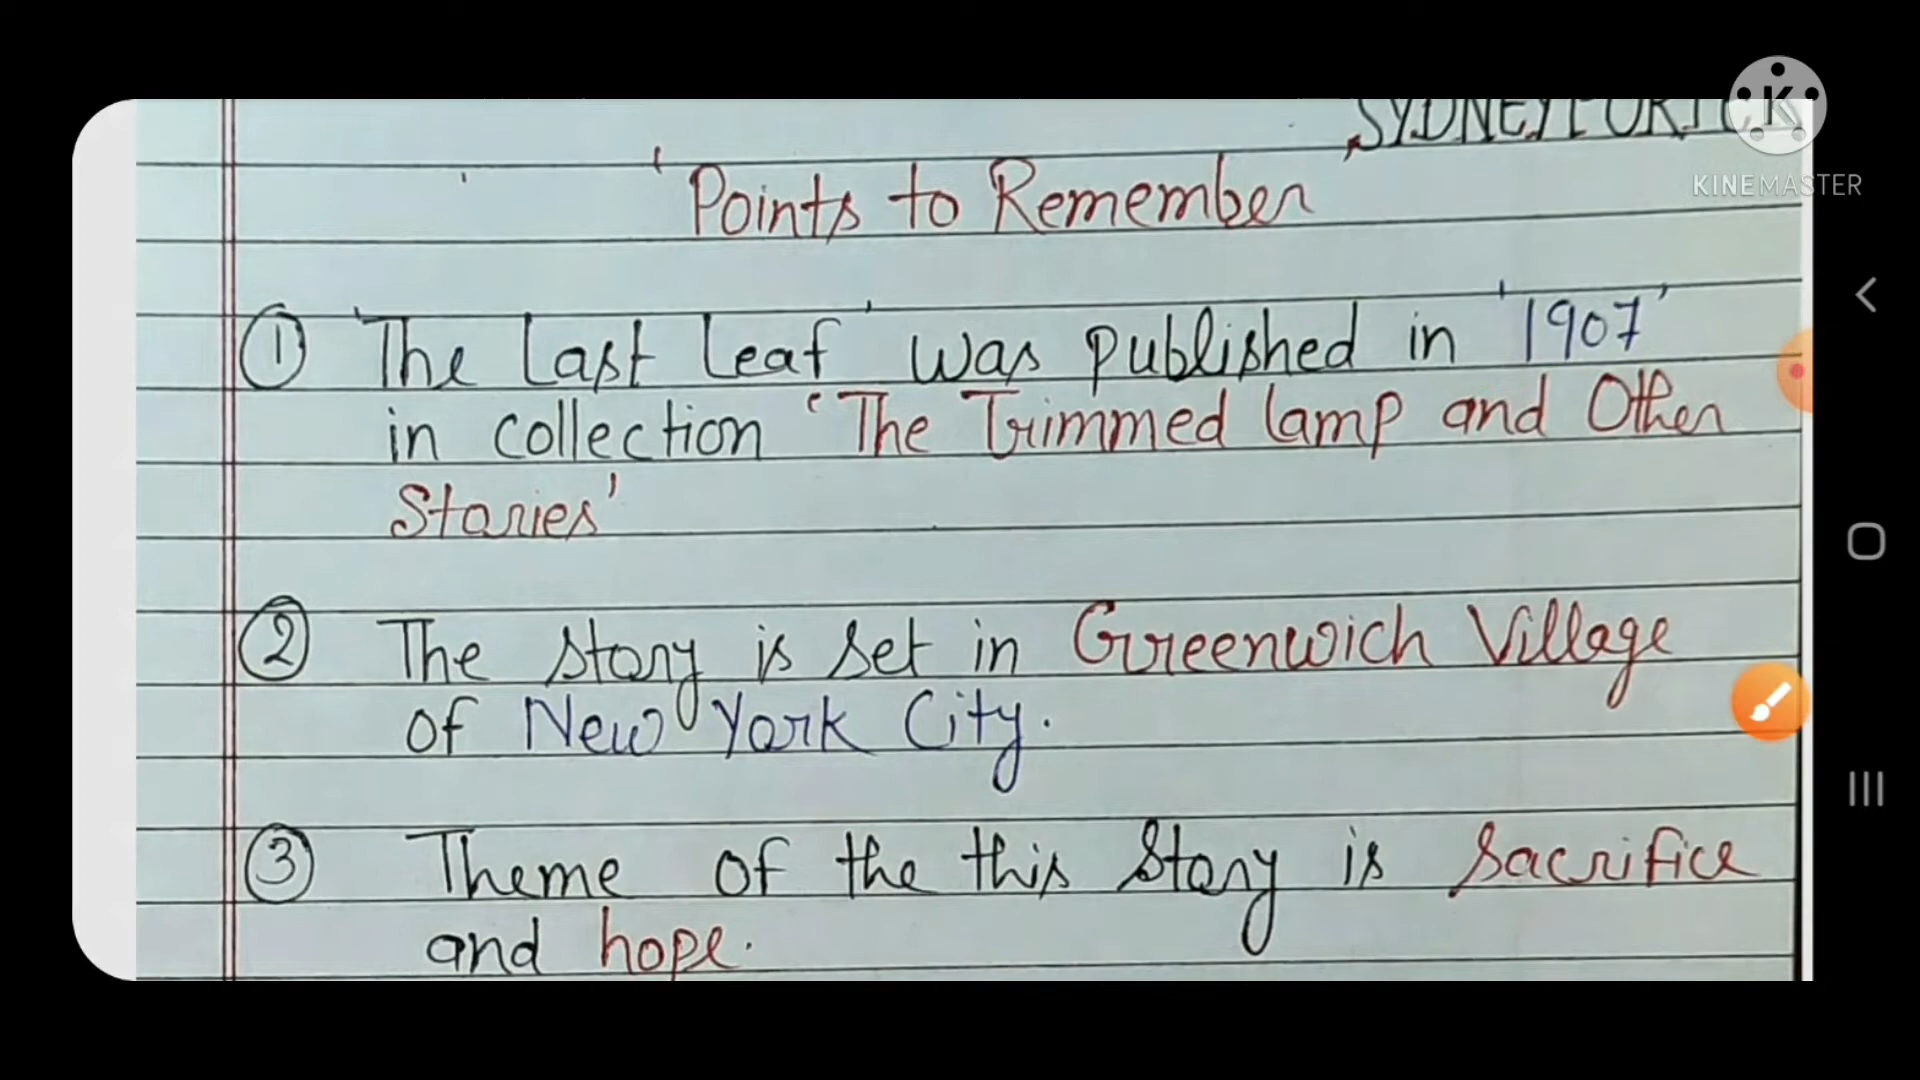 SYDNEY PORTER
K
KINEMASTER
'Points to Remember
① 'The Last Leaf' was published in '1907'
in collection 'The Trimmed Lamp and Other
Stories'
② The story is set in Greenwich Village
of New York City.
③ Theme of the this story is sacrifice
and hope.